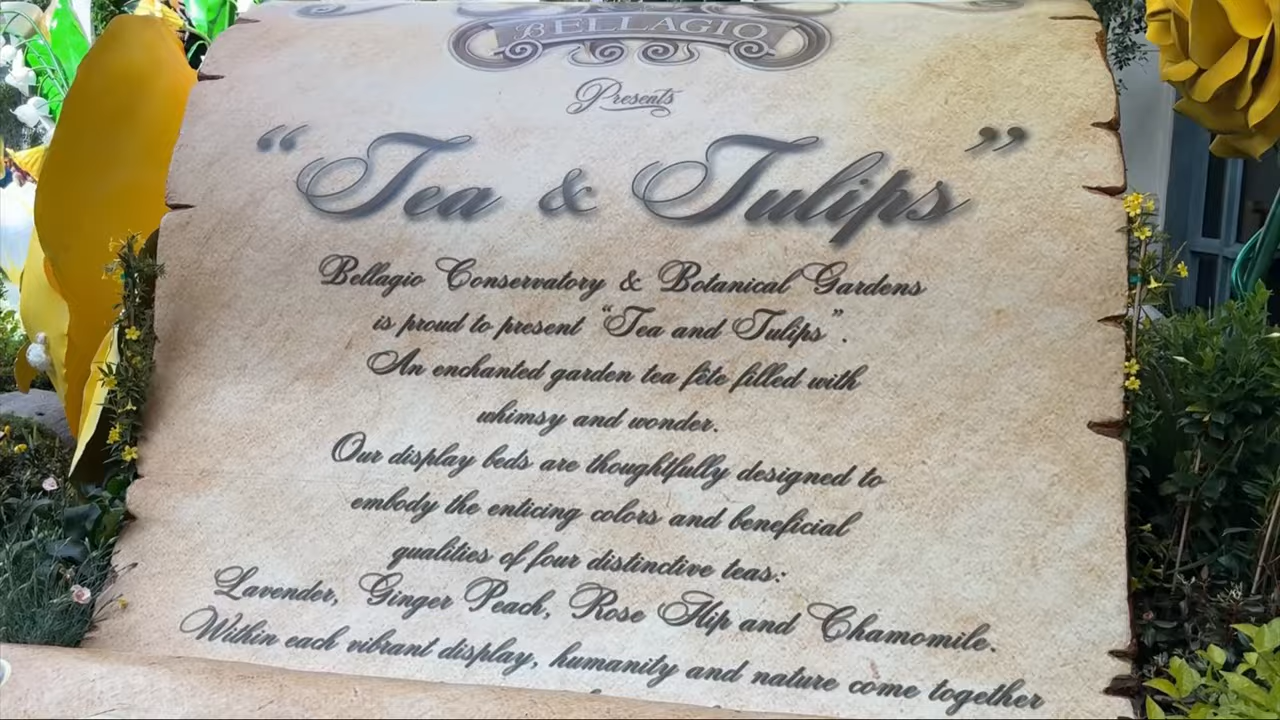 BELLAGIO
Presents
“Tea & Tulips”
Bellagio Conservatory & Botanical Gardens
is proud to present “Tea and Tulips”.
An enchanted garden tea fête filled with
whimsy and wonder.
Our display beds are thoughtfully designed to
embody the enticing colors and beneficial
qualities of four distinctive teas:
Lavender, Ginger Peach, Rose Hip and Chamomile.
Within each vibrant display, humanity and nature come together